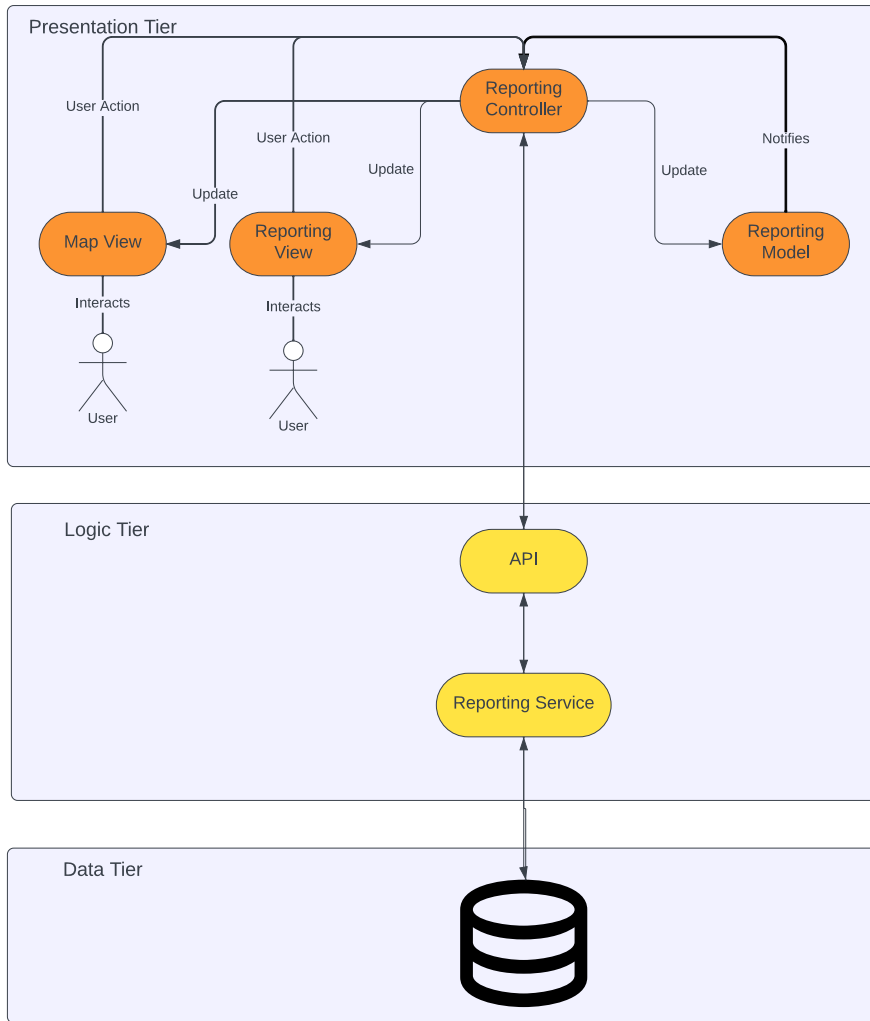 Presentation Tier
Reporting
Controller
User Action
User Action
Notifies
Update
Update
Update
Map View
Reporting
View
Reporting
Model
Interacts
Interacts
User
User
Logic Tier
API
Reporting Service
Data Tier